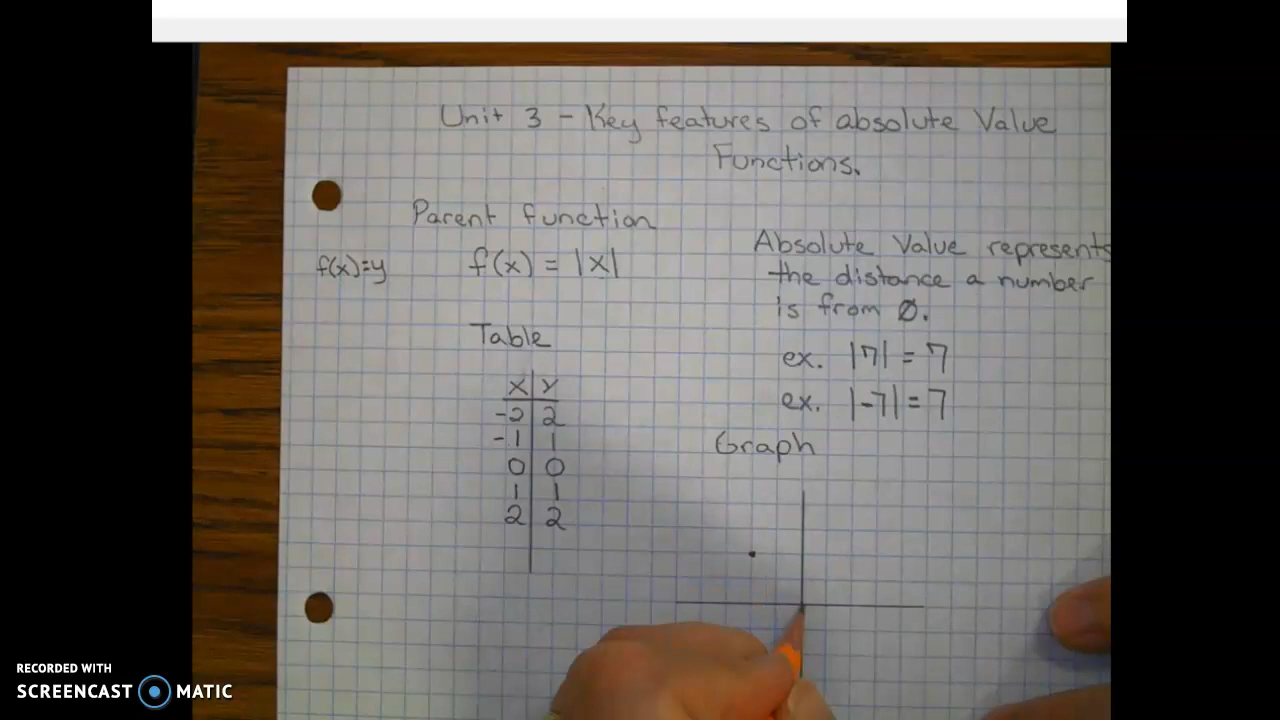 Unit 3 - Key features of absolute Value
Functions.
Parent function
f(x)=y
f(x) = |x|
Absolute Value represents
the distance a number
is from 0.
ex. |7| = 7
ex. |-7| = 7
Table
X Y
-2 2
-1 1
0 0
1 1
2 2
Graph
RECORDED WITH
SCREENCAST MATIC